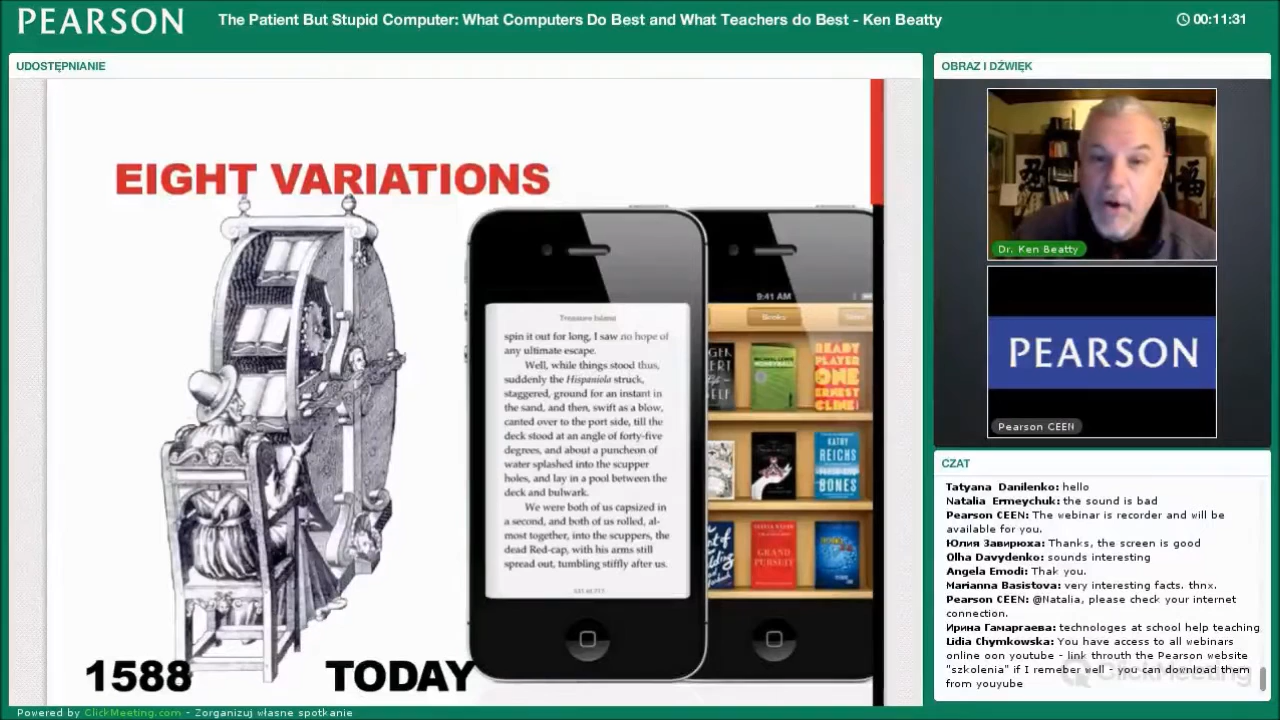 PEARSON
The Patient But Stupid Computer: What Computers Do Best and What Teachers do Best - Ken Beatty
00:11:31
UDOSTĘPNIANIE
EIGHT VARIATIONS
Treasure Island
spin it out for long, I saw no hope of
any ultimate escape.
Well, while things stood thus,
suddenly the Hispaniola struck,
staggered, ground for an instant in
the sand, and then, swift as a blow,
canted over to the port side, till the
deck stood at an angle of forty-five
degrees, and about a puncheon of
water splashed into the scupper
holes, and lay in a pool between the
deck and bulwark.
We were both of us capsized in
a second, and both of us rolled, al-
most together, into the scuppers, the
dead Red-cap, with his arms still
spread out, tumbling stiffly after us.
9:41 AM
Books
Store
MICHAEL LEWIS
MONEYBALL
READY
PLAYER
ONE
ERNEST
CLINE
KATHY
REICHS
BONES
GRAND
PURSUIT
1588
TODAY
OBRAZ I DŹWIĘK
Dr. Ken Beatty
PEARSON
Pearson CEEN
CZAT
Tatyana Danilenko: hello
Natalia Ermeychuk: the sound is bad
Pearson CEEN: The webinar is recorder and will be
available for you.
Юлия Завирюха: Thanks, the screen is good
Olha Davydenko: sounds interesting
Angela Emodi: Thak you.
Marianna Basistova: very interesting facts. thnx.
Pearson CEEN: @Natalia, please check your internet
connection.
Ирина Гамаргаева: technologes at school help teaching
Lidia Chymkowska: You have access to all webinars
online oon youtube - link throuth the Pearson website
"szkolenia" if I remeber well - you can download them
from youyube
ClickMeeting
Powered by ClickMeeting.com - Zorganizuj własne spotkanie